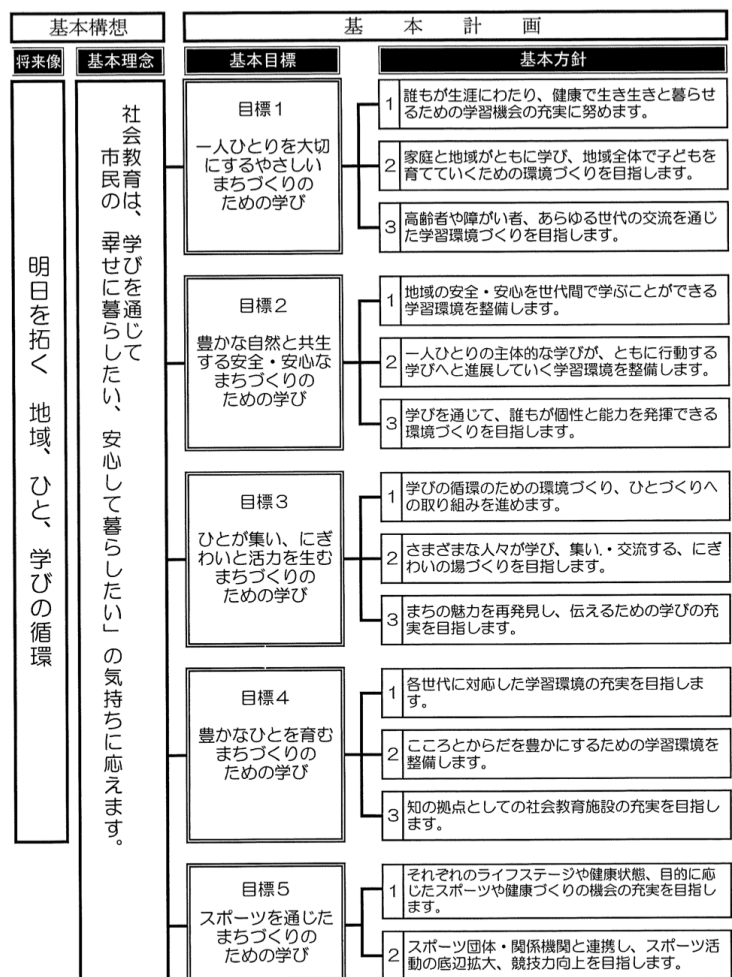 基本構想
基本計画
将来像
基本理念
基本目標
基本方針
明日を拓く 地域、ひと、学びの循環
社会教育は、学びを通じて
市民の「幸せに暮らしたい、安心して暮らしたい」の気持ちに応えます。
目標1
一人ひとりを大切
にするやさしい
まちづくりの
ための学び
1
誰もが生涯にわたり、健康で生き生きと暮らせ
るための学習機会の充実に努めます。
2
家庭と地域がともに学び、地域全体で子どもを
育てていくための環境づくりを目指します。
3
高齢者や障がい者、あらゆる世代の交流を通じ
た学習環境づくりを目指します。
目標2
豊かな自然と共生
する安全・安心な
まちづくりの
ための学び
1
地域の安全・安心を世代間で学ぶことができる
学習環境を整備します。
2
一人ひとりの主体的な学びが、ともに行動する
学びへと進展していく学習環境を整備します。
3
学びを通じて、誰もが個性と能力を発揮できる
環境づくりを目指します。
目標3
ひとが集い、にぎ
わいと活力を生む
まちづくりの
ための学び
1
学びの循環のための環境づくり、ひとづくりへ
の取り組みを進めます。
2
さまざまな人々が学び、集い、・交流する、にぎ
わいの場づくりを目指します。
3
まちの魅力を再発見し、伝えるための学びの充
実を目指します。
目標4
豊かなひとを育む
まちづくりの
ための学び
1
各世代に対応した学習環境の充実を目指しま
す。
2
こころとからだを豊かにするための学習環境を
整備します。
3
知の拠点としての社会教育施設の充実を目指し
ます。
目標5
スポーツを通じた
まちづくりの
ための学び
1
それぞれのライフステージや健康状態、目的に応
じたスポーツや健康づくりの機会の充実を目指し
ます。
2
スポーツ団体・関係機関と連携し、スポーツ活
動の底辺拡大、競技力向上を目指します。